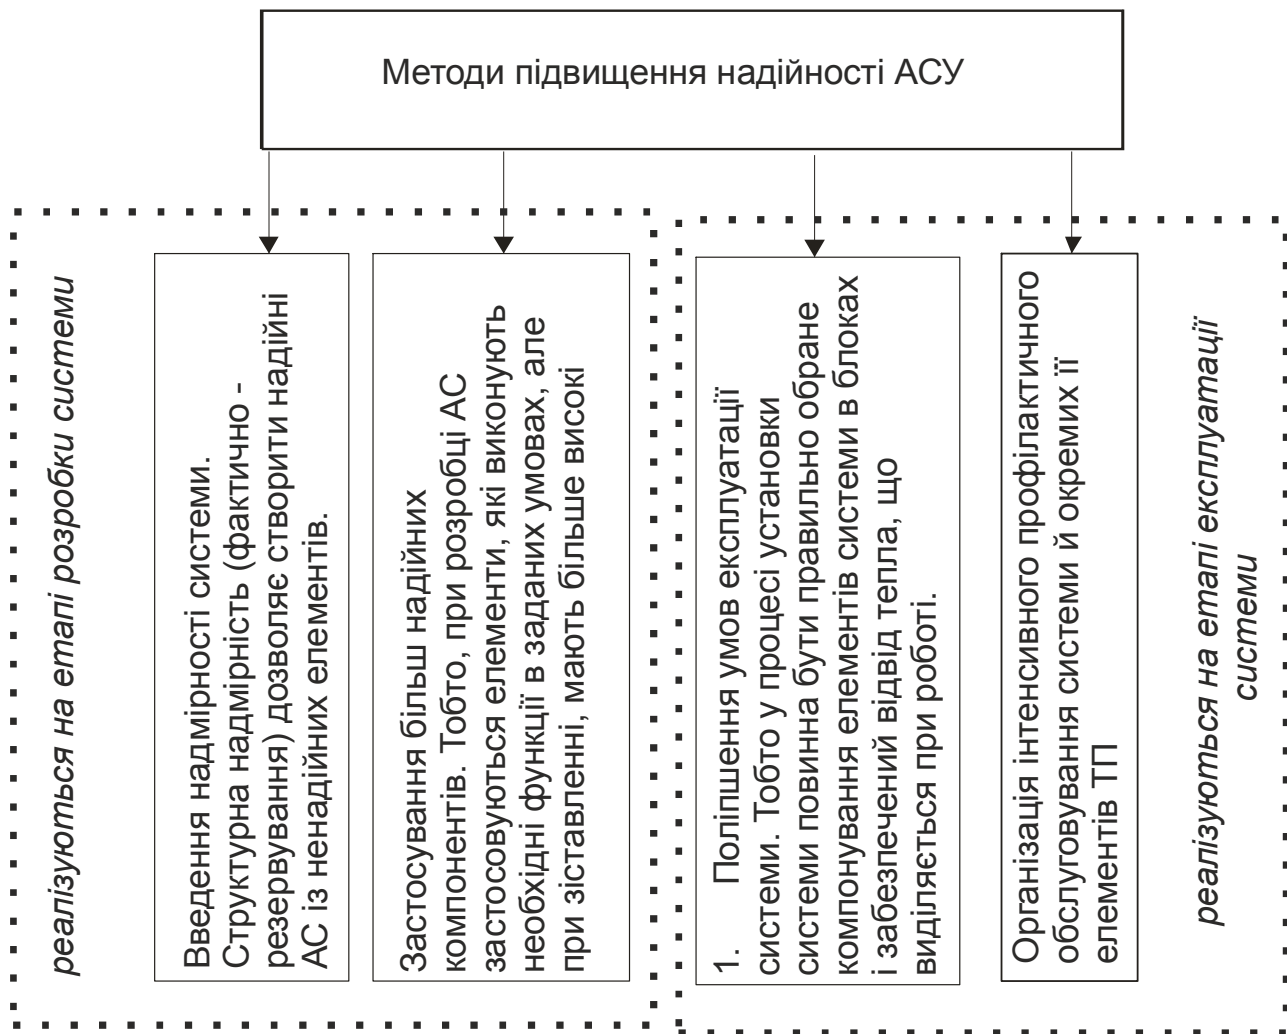 Методи підвищення надійності АСУ
реалізуються на етапі розробки системи
Введення надмірності системи.
Структурна надмірність (фактично -
резервування) дозволяє створити надійні
АС із ненадійних елементів.
Застосування більш надійних
компонентів. Тобто, при розробці АС
застосовуються елементи, які виконують
необхідні функції в заданих умовах, але
при зіставленні, мають більше високі
1. Поліпшення умов експлуатації
системи. Тобто у процесі установки
системи повинна бути правильно обране
компонування елементів системи в блоках
і забезпечений відвід тепла, що
виділяється при роботі.
Організація інтенсивного профілактичного
обслуговування системи й окремих її
елементів ТП
реалізуються на етапі експлуатації
системи